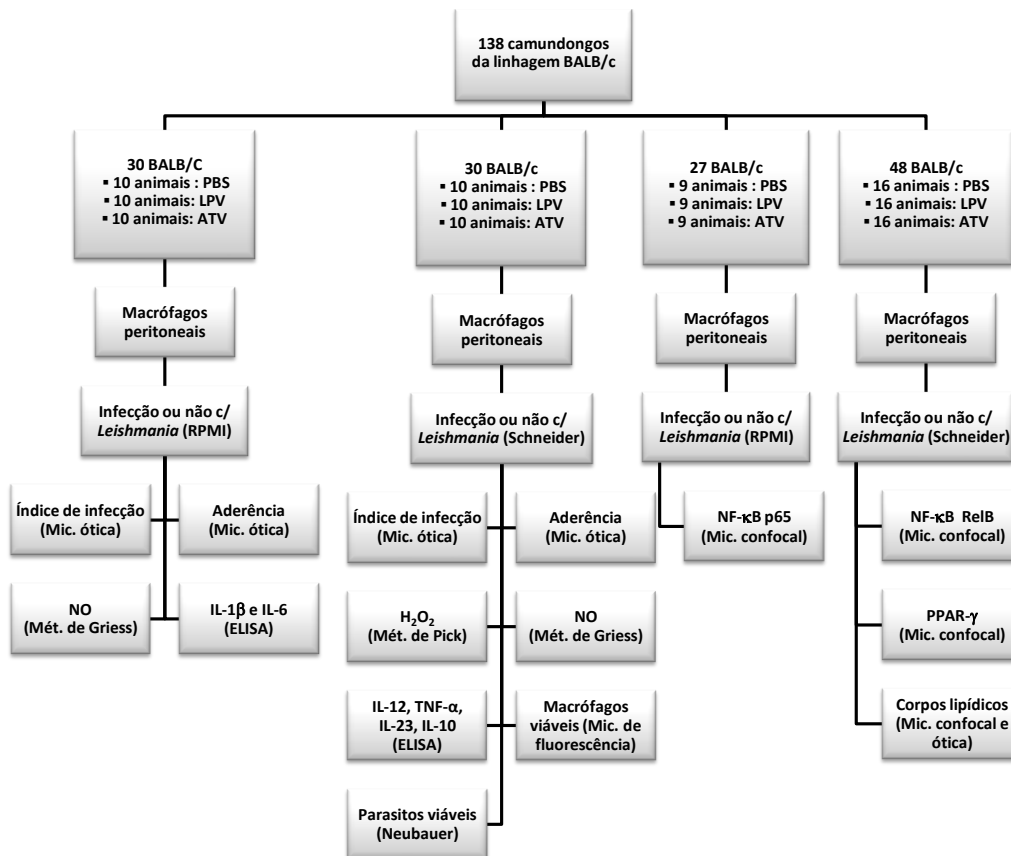 138 camundongos
da linhagem BALB/c
30 BALB/C
▪ 10 animais : PBS
▪ 10 animais: LPV
▪ 10 animais: ATV
Macrófagos
peritoneais
Infecção ou não c/
Leishmania (RPMI)
Índice de infecção
(Mic. ótica)
Aderência
(Mic. ótica)
NO
(Mét. de Griess)
IL-1β e IL-6
(ELISA)
30 BALB/c
▪ 10 animais : PBS
▪ 10 animais: LPV
▪ 10 animais: ATV
Macrófagos
peritoneais
Infecção ou não c/
Leishmania (Schneider)
Índice de infecção
(Mic. ótica)
Aderência
(Mic. ótica)
H₂O₂
(Mét. de Pick)
NO
(Mét. de Griess)
IL-12, TNF-α,
IL-23, IL-10
(ELISA)
Macrófagos
viáveis (Mic. de
fluorescência)
Parasitos viáveis
(Neubauer)
27 BALB/c
▪ 9 animais : PBS
▪ 9 animais: LPV
▪ 9 animais: ATV
Macrófagos
peritoneais
Infecção ou não c/
Leishmania (RPMI)
NF-κB p65
(Mic. confocal)
48 BALB/c
▪ 16 animais : PBS
▪ 16 animais: LPV
▪ 16 animais: ATV
Macrófagos
peritoneais
Infecção ou não c/
Leishmania (Schneider)
NF-κB RelB
(Mic. confocal)
PPAR-γ
(Mic. confocal)
Corpos lipídicos
(Mic. confocal e
ótica)